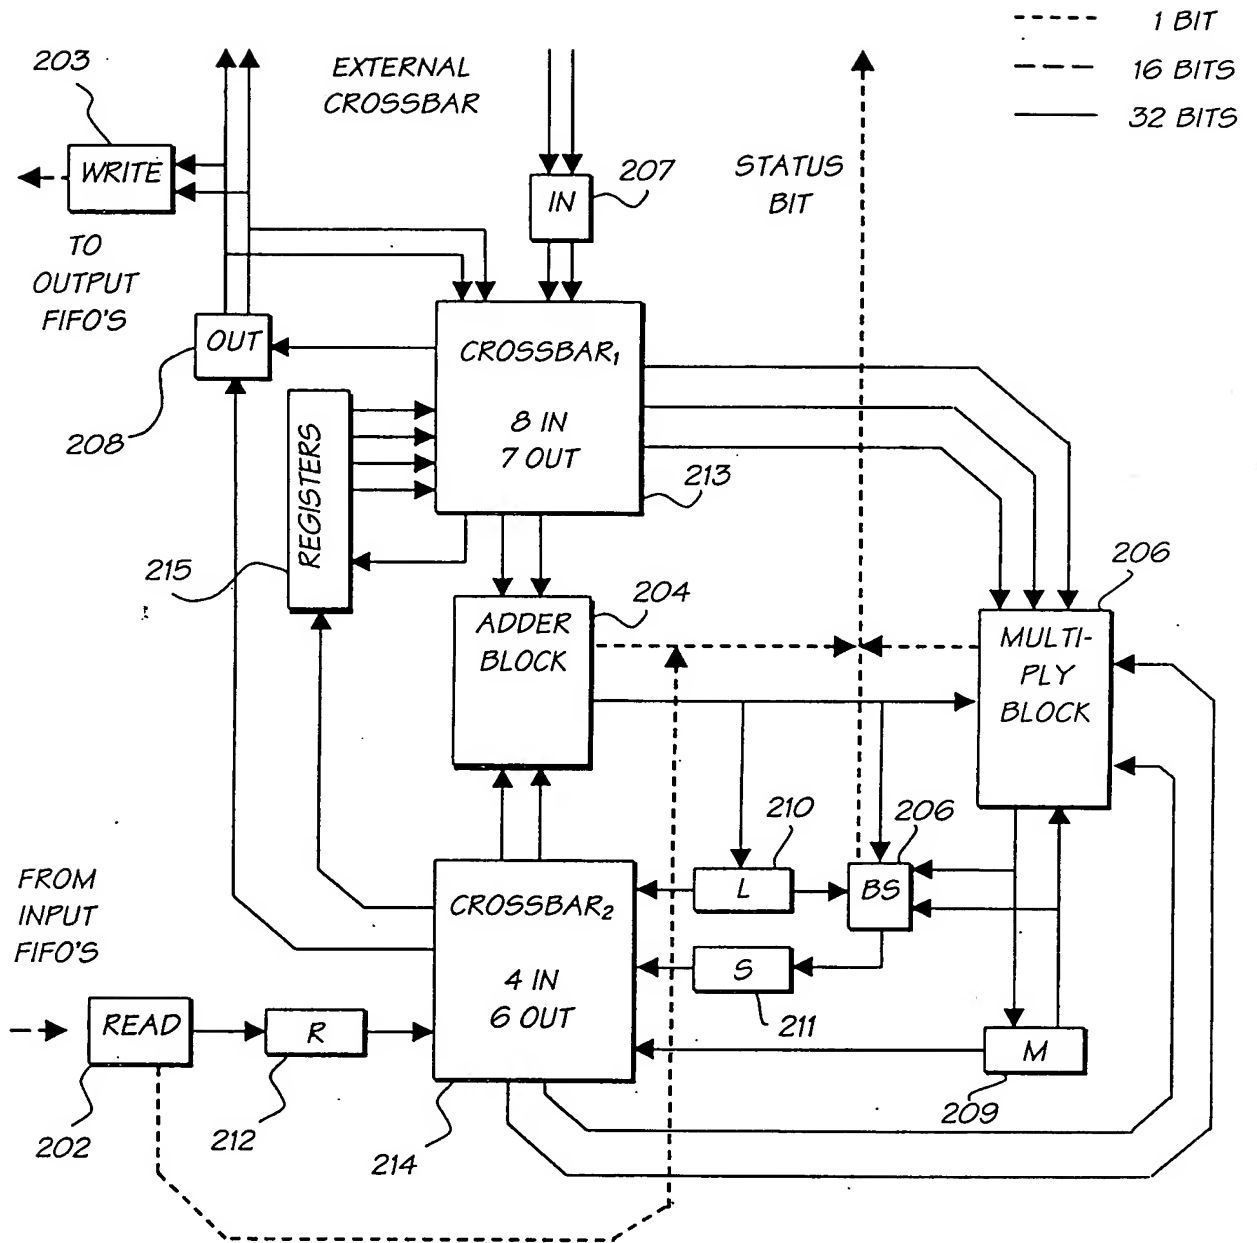 1 BIT
16 BITS
32 BITS
203
EXTERNAL
CROSSBAR
WRITE
207
IN
STATUS
BIT
TO
OUTPUT
FIFO'S
OUT
208
CROSSBAR1
8 IN
7 OUT
213
REGISTERS
215
204
ADDER
BLOCK
206
MULTI-
PLY
BLOCK
210
L
206
BS
FROM
INPUT
FIFO'S
CROSSBAR2
4 IN
6 OUT
S
211
READ
202
R
212
214
M
209